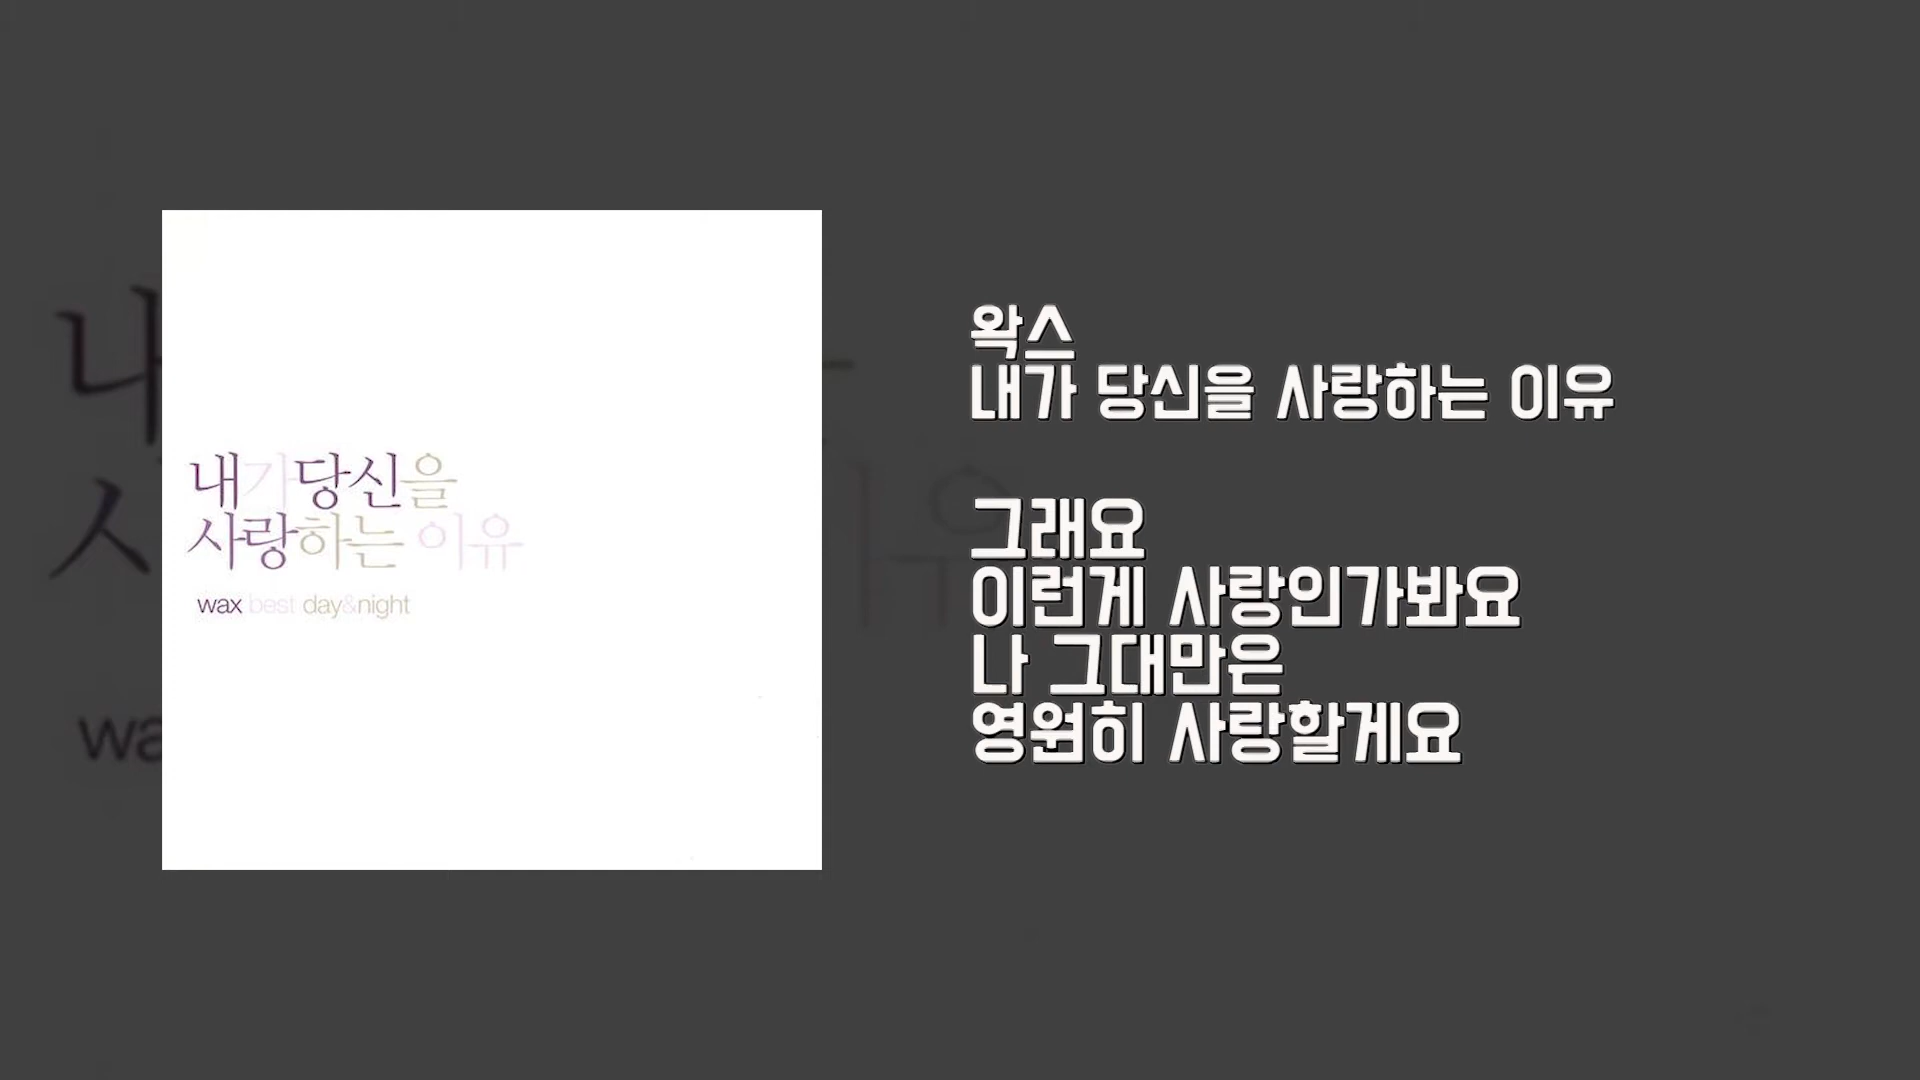 내가당신을
사랑하는 이유
wax best day&night
왁스
내가 당신을 사랑하는 이유
그래요
이런게 사랑인가봐요
나 그대만은
영원히 사랑할게요